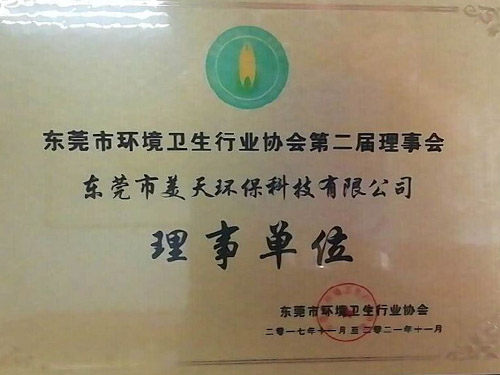 东莞市环境卫生行业协会第二届理事会
东莞市美天环保科技有限公司
理事单位
东莞市环境卫生行业协会
二〇一七年十一月至二〇二一年十一月